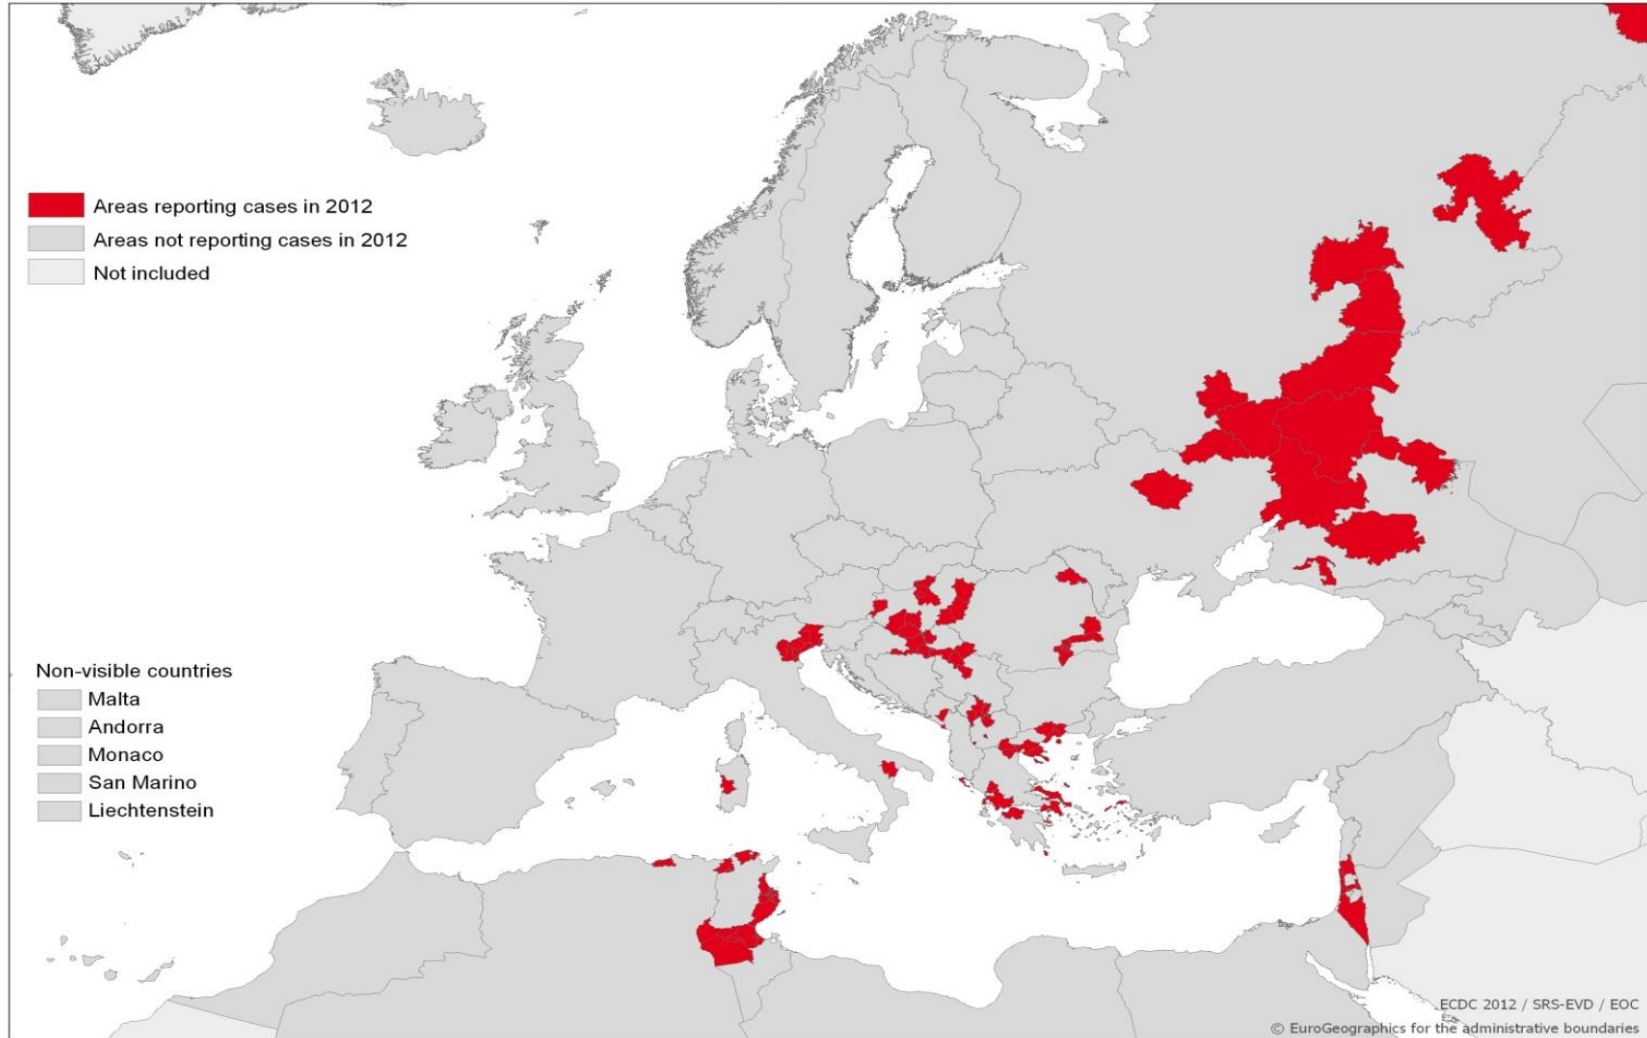 Areas reporting cases in 2012
Areas not reporting cases in 2012
Not included
Non-visible countries
Malta
Andorra
Monaco
San Marino
Liechtenstein
ECDC 2012 / SRS-EVD / EOC
© EuroGeographics for the administrative boundaries